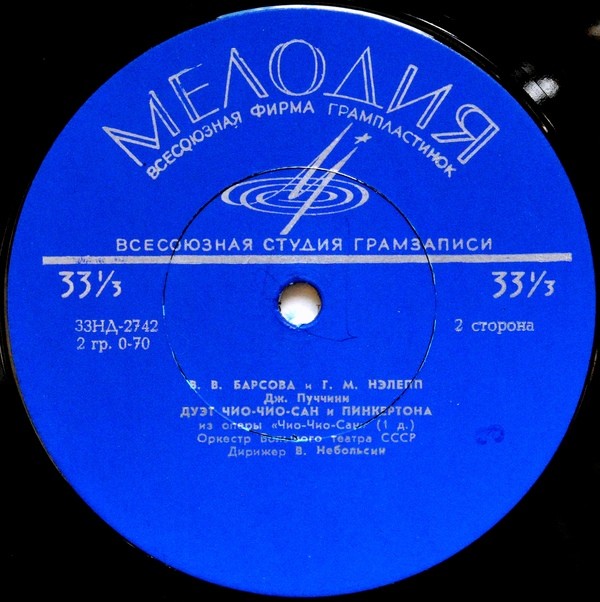 МЕЛОДИЯ
ВСЕСОЮЗНАЯ ФИРМА ГРАМПЛАСТИНОК
ВСЕСОЮЗНАЯ СТУДИЯ ГРАМЗАПИСИ
33⅓ 33⅓
33НД-2742 2 сторона
2 гр. 0-70
В. В. БАРСОВА и Г. М. НЭЛЕПП
Дж. Пуччини
ДУЭТ ЧИО-ЧИО-САН и ПИНКЕРТОНА
из оперы «Чио-Чио-Сан» (1 д.)
Оркестр Большого театра СССР
Дирижер В. Небольсин